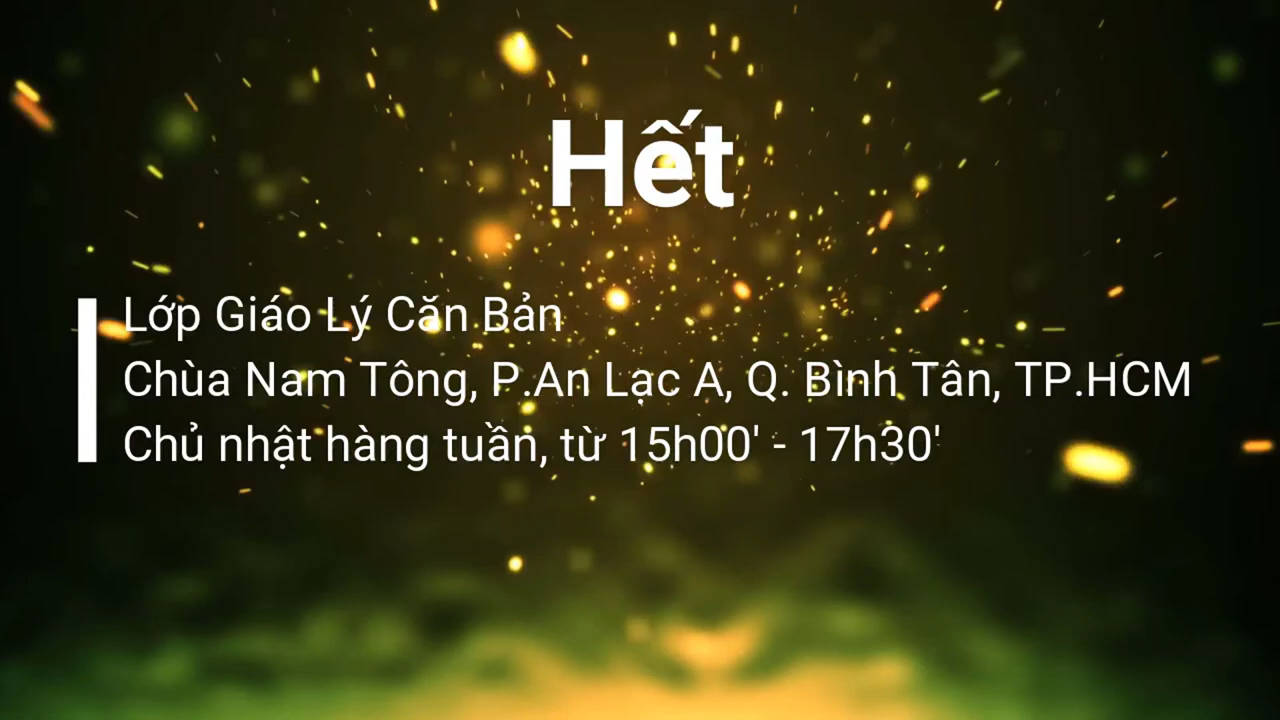 Hết
Lớp Giáo Lý Căn Bản
Chùa Nam Tông, P.An Lạc A, Q. Bình Tân, TP.HCM
Chủ nhật hàng tuần, từ 15h00' - 17h30'